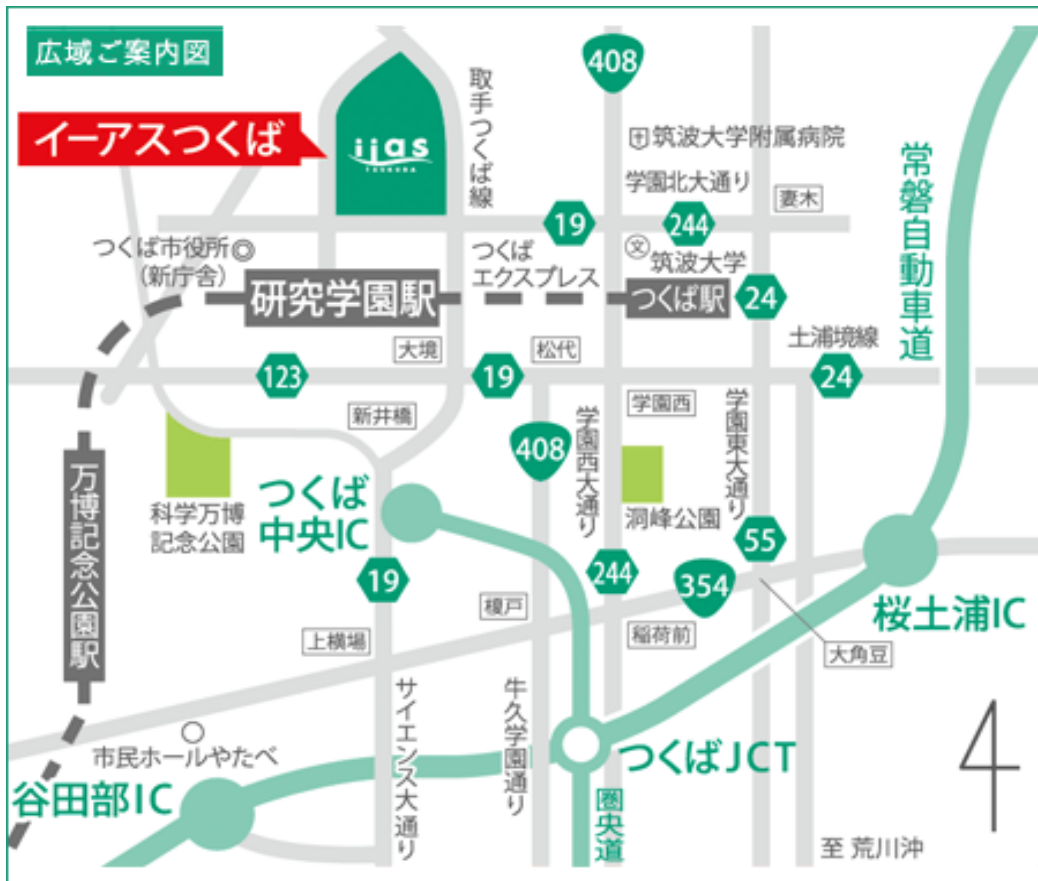 広域ご案内図
408
取手つくば線
イーアスつくば
iias
TSUKUBA
筑波大学附属病院
学園北大通り
妻木
常磐自動車道
19
244
つくば市役所
(新庁舎)
つくば
エクスプレス
文
筑波大学
研究学園駅
つくば駅
24
大境
松代
土浦境線
123
19
24
新井橋
学園西
408
学園西大通り
学園東大通り
万博記念公園駅
科学万博
記念公園
つくば
中央IC
洞峰公園
55
19
244
354
榎戸
桜土浦IC
上横場
稲荷前
大角豆
サイエンス大通り
牛久学園通り
市民ホールやたべ
つくばJCT
谷田部IC
圏央道
至 荒川沖